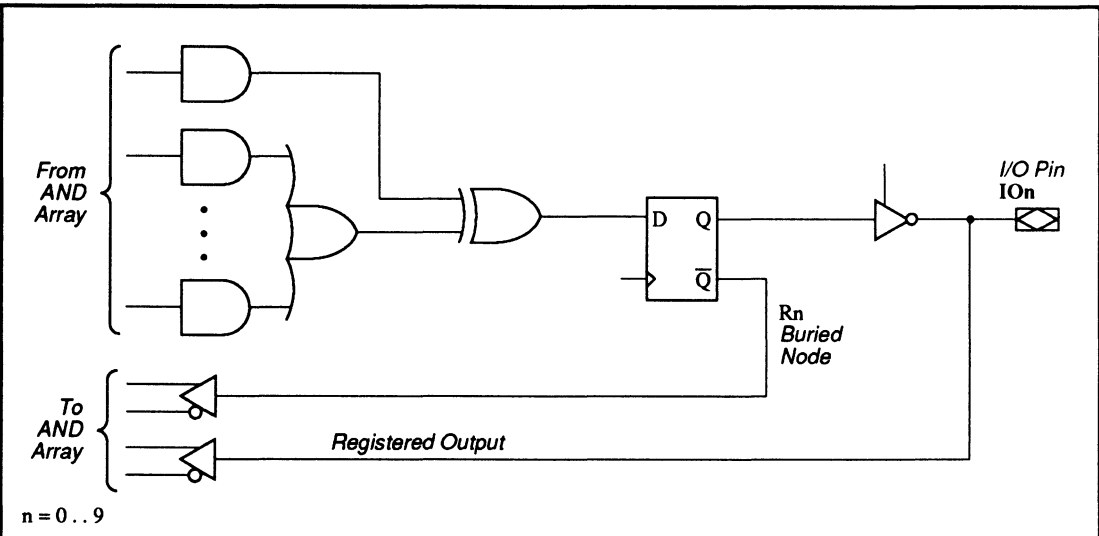 From
AND
Array
I/O Pin
IOn
D Q
Q̅
Rn
Buried
Node
To
AND
Array
Registered Output
n = 0 . . 9